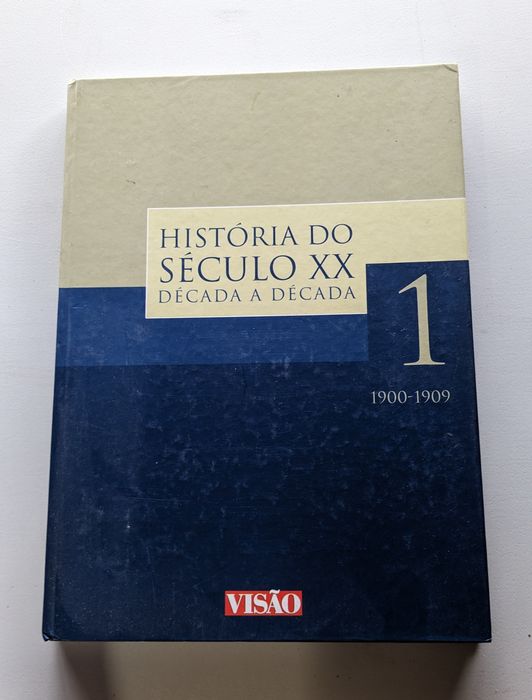 HISTÓRIA DO
SÉCULO XX
DÉCADA A DÉCADA
1
1900-1909
VISÃO